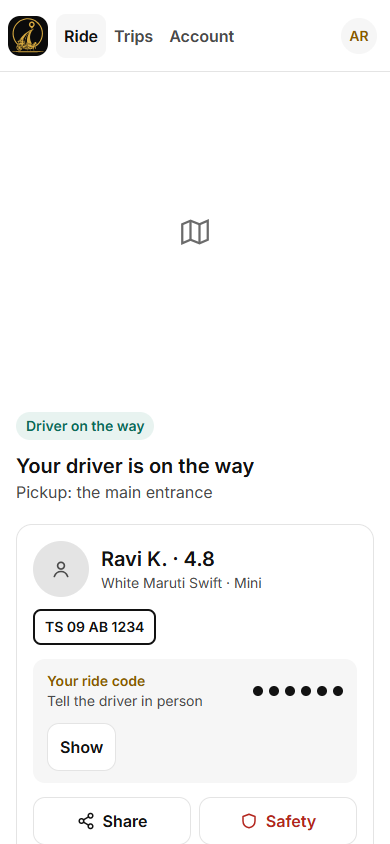 Ride Trips Account AR
Driver on the way
Your driver is on the way
Pickup: the main entrance
Ravi K. · 4.8
White Maruti Swift · Mini
TS 09 AB 1234
Your ride code
Tell the driver in person
Show
Share Safety